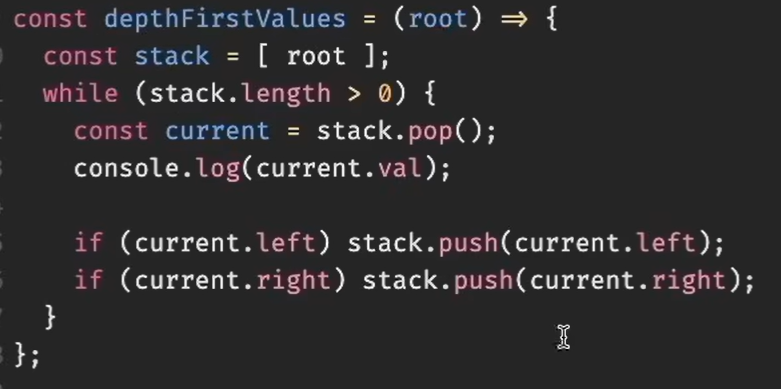 const depthFirstValues = (root) => {
  const stack = [ root ];
  while (stack.length > 0) {
    const current = stack.pop();
    console.log(current.val);

    if (current.left) stack.push(current.left);
    if (current.right) stack.push(current.right);
  }
};